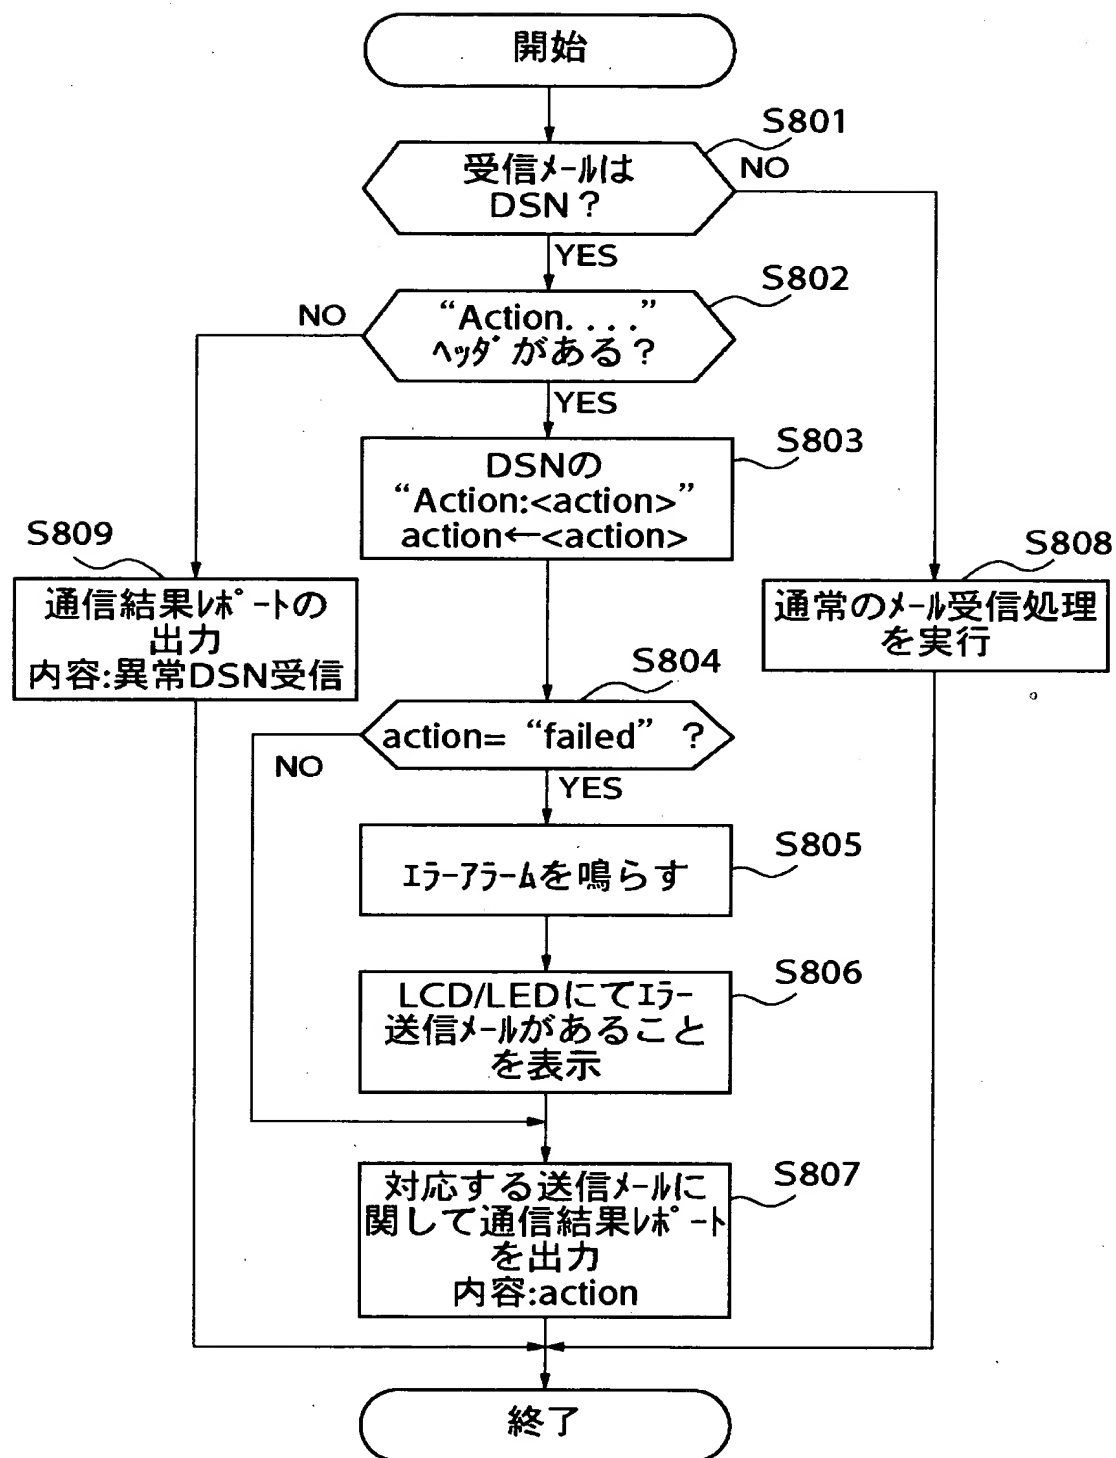 開始
S801
受信ﾒｰﾙは
DSN？
NO
YES
S802
“Action. . . .”
ﾍｯﾀﾞがある？
NO
YES
S803
DSNの
“Action:<action>”
action←<action>
S809
通信結果ﾚﾎﾟｰﾄの
出力
内容:異常DSN受信
S808
通常のﾒｰﾙ受信処理
を実行
S804
action= “failed” ？
NO
YES
S805
ｴﾗｰｱﾗｰﾑを鳴らす
S806
LCD/LEDにてｴﾗｰ
送信ﾒｰﾙがあること
を表示
S807
対応する送信ﾒｰﾙに
関して通信結果ﾚﾎﾟｰﾄ
を出力
内容:action
終了